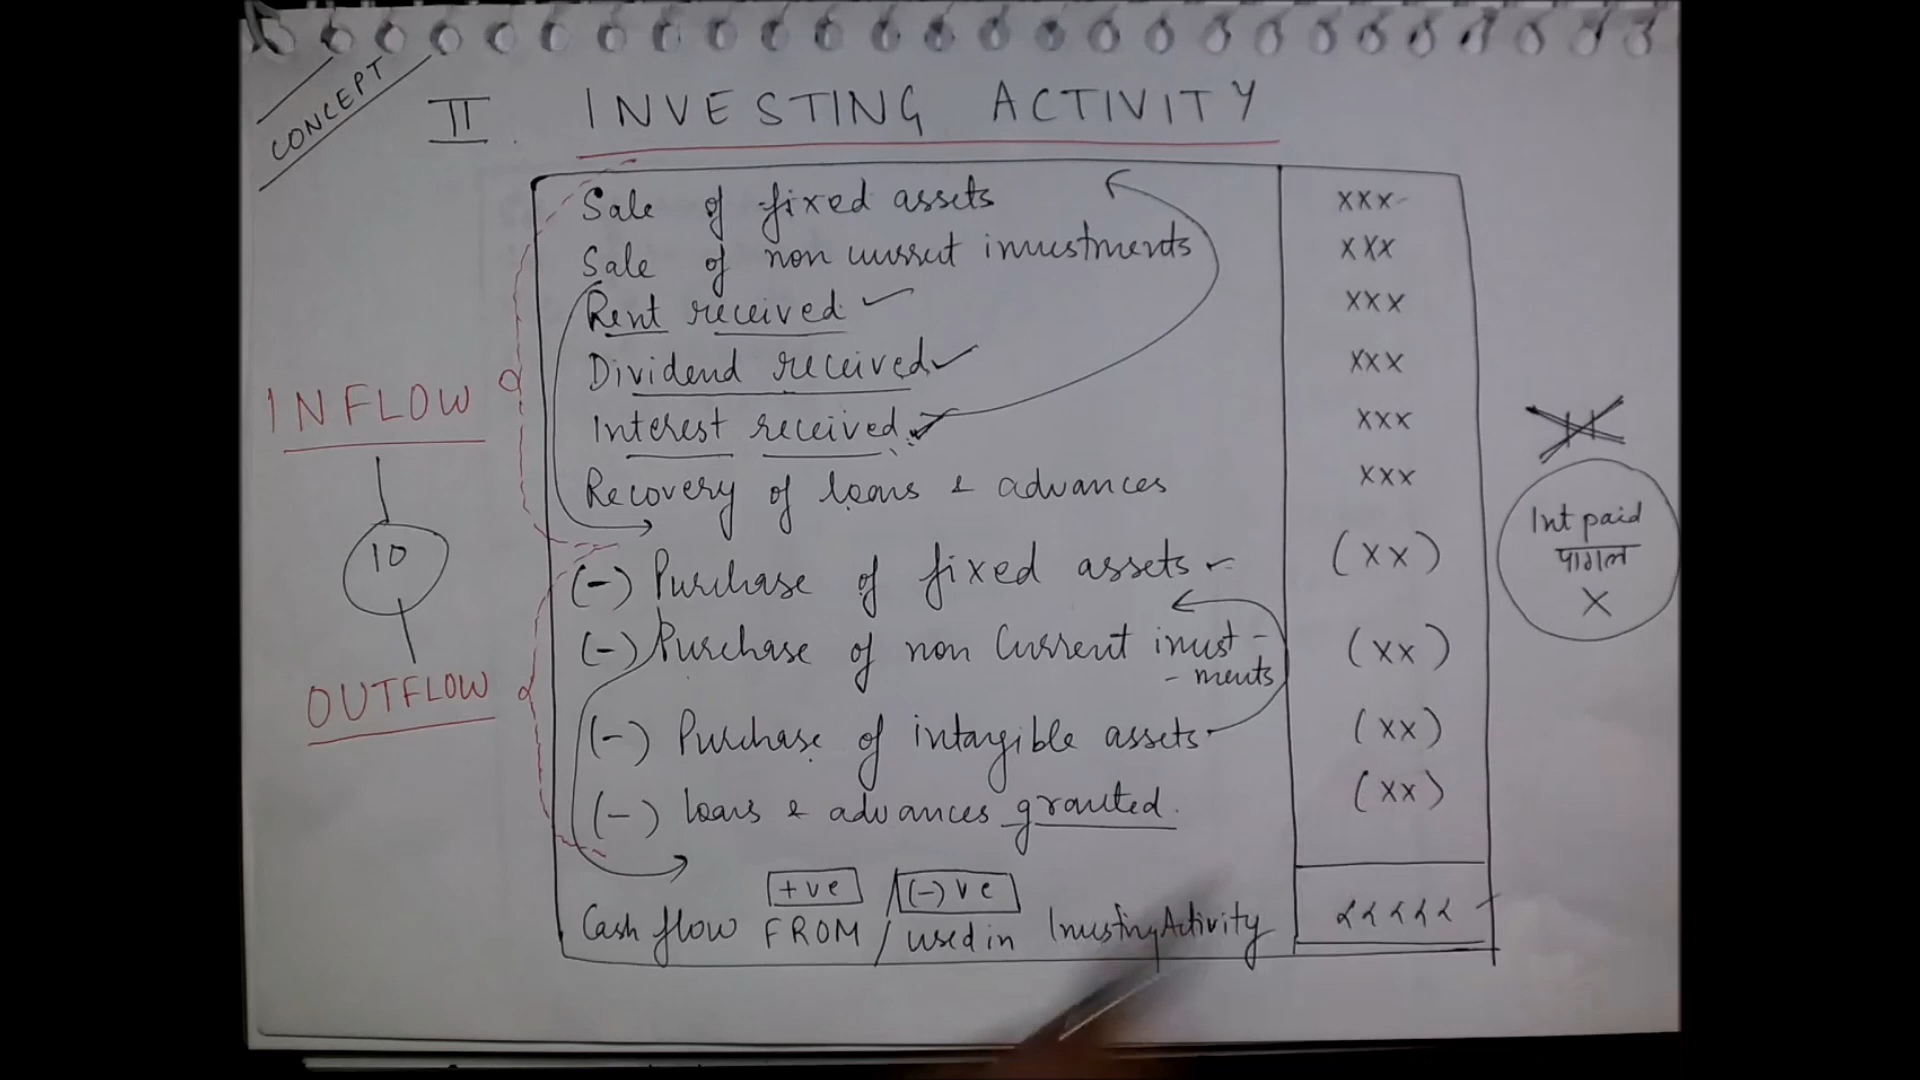 CONCEPT
II. INVESTING ACTIVITY
Sale of fixed assets xxx
Sale of non current investments xxx
Rent received xxx
Dividend received xxx
Interest received xxx
Recovery of loans & advances xxx
(-) Purchase of fixed assets (xx)
(-) Purchase of non Current invest-
-ments (xx)
(-) Purchase of intangible assets (xx)
(-) loans & advances granted. (xx)
+ve / (-)ve
Cash flow FROM / used in Investing Activity
INFLOW
10
OUTFLOW
Int paid
पागल
X